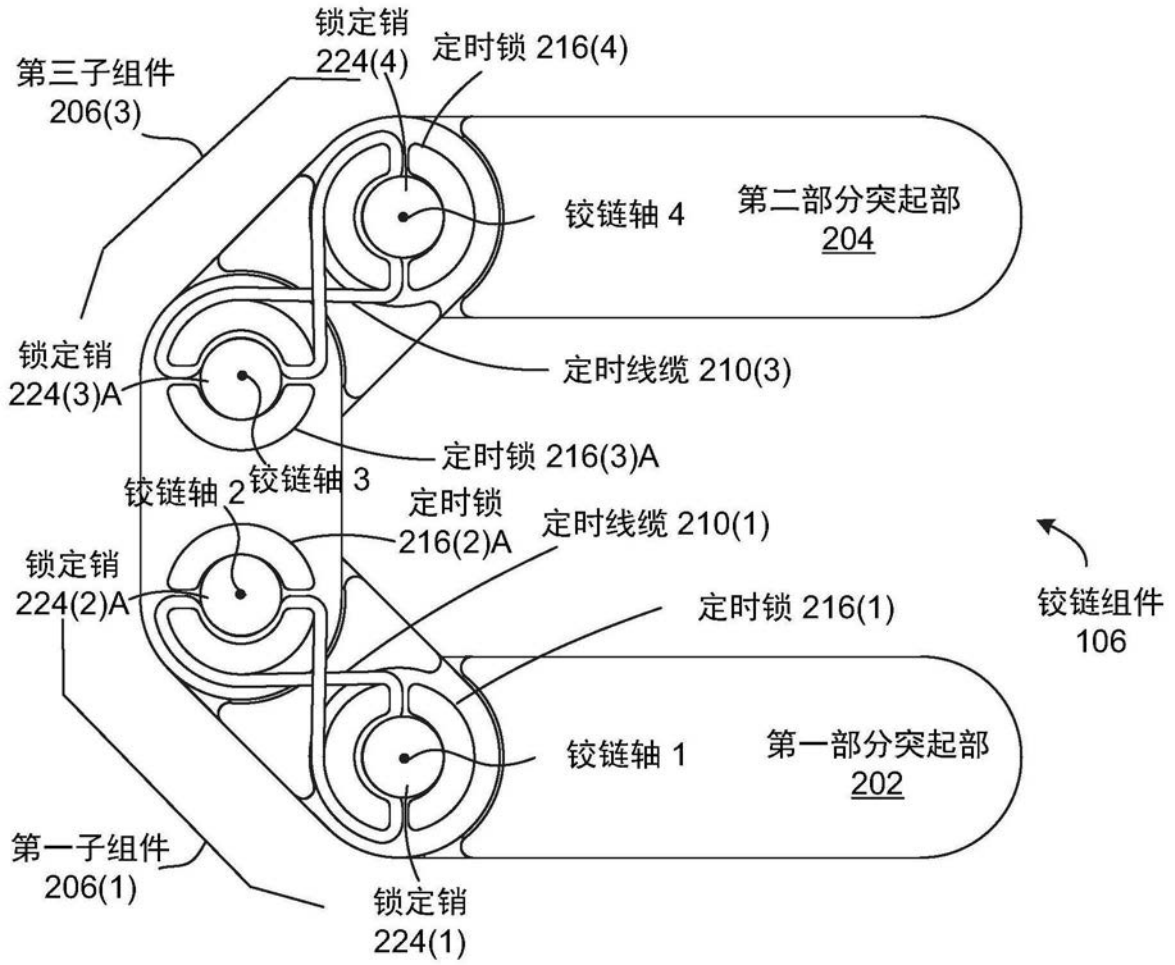 锁定销
224(4)
定时锁 216(4)
第三子组件
206(3)
铰链轴 4
第二部分突起部
204
锁定销
224(3)A
定时线缆 210(3)
定时锁 216(3)A
铰链轴 3
铰链轴 2
定时锁
216(2)A
定时线缆 210(1)
锁定销
224(2)A
定时锁 216(1)
铰链组件
106
铰链轴 1
第一部分突起部
202
第一子组件
206(1)
锁定销
224(1)